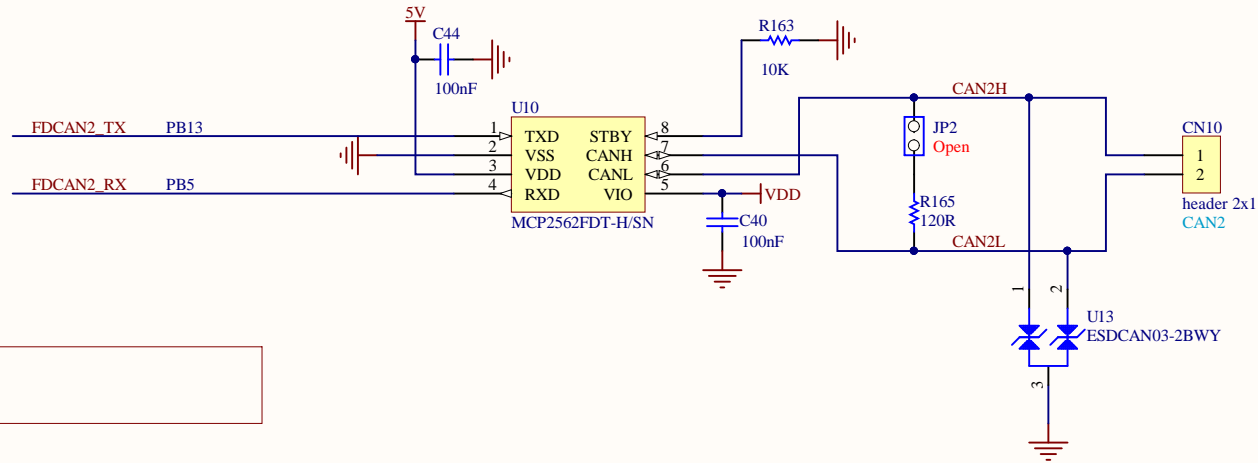 5V
C44
100nF
R163
10K
U10
FDCAN2_TX PB13
FDCAN2_RX PB5
1 TXD STBY 8
2 VSS CANH 7
3 VDD CANL 6
4 RXD VIO 5
MCP2562FDT-H/SN
VDD
C40
100nF
CAN2H
JP2
Open
R165
120R
CAN2L
CN10
1
2
header 2x1
CAN2
1
2
U13
ESDCAN03-2BWY
3